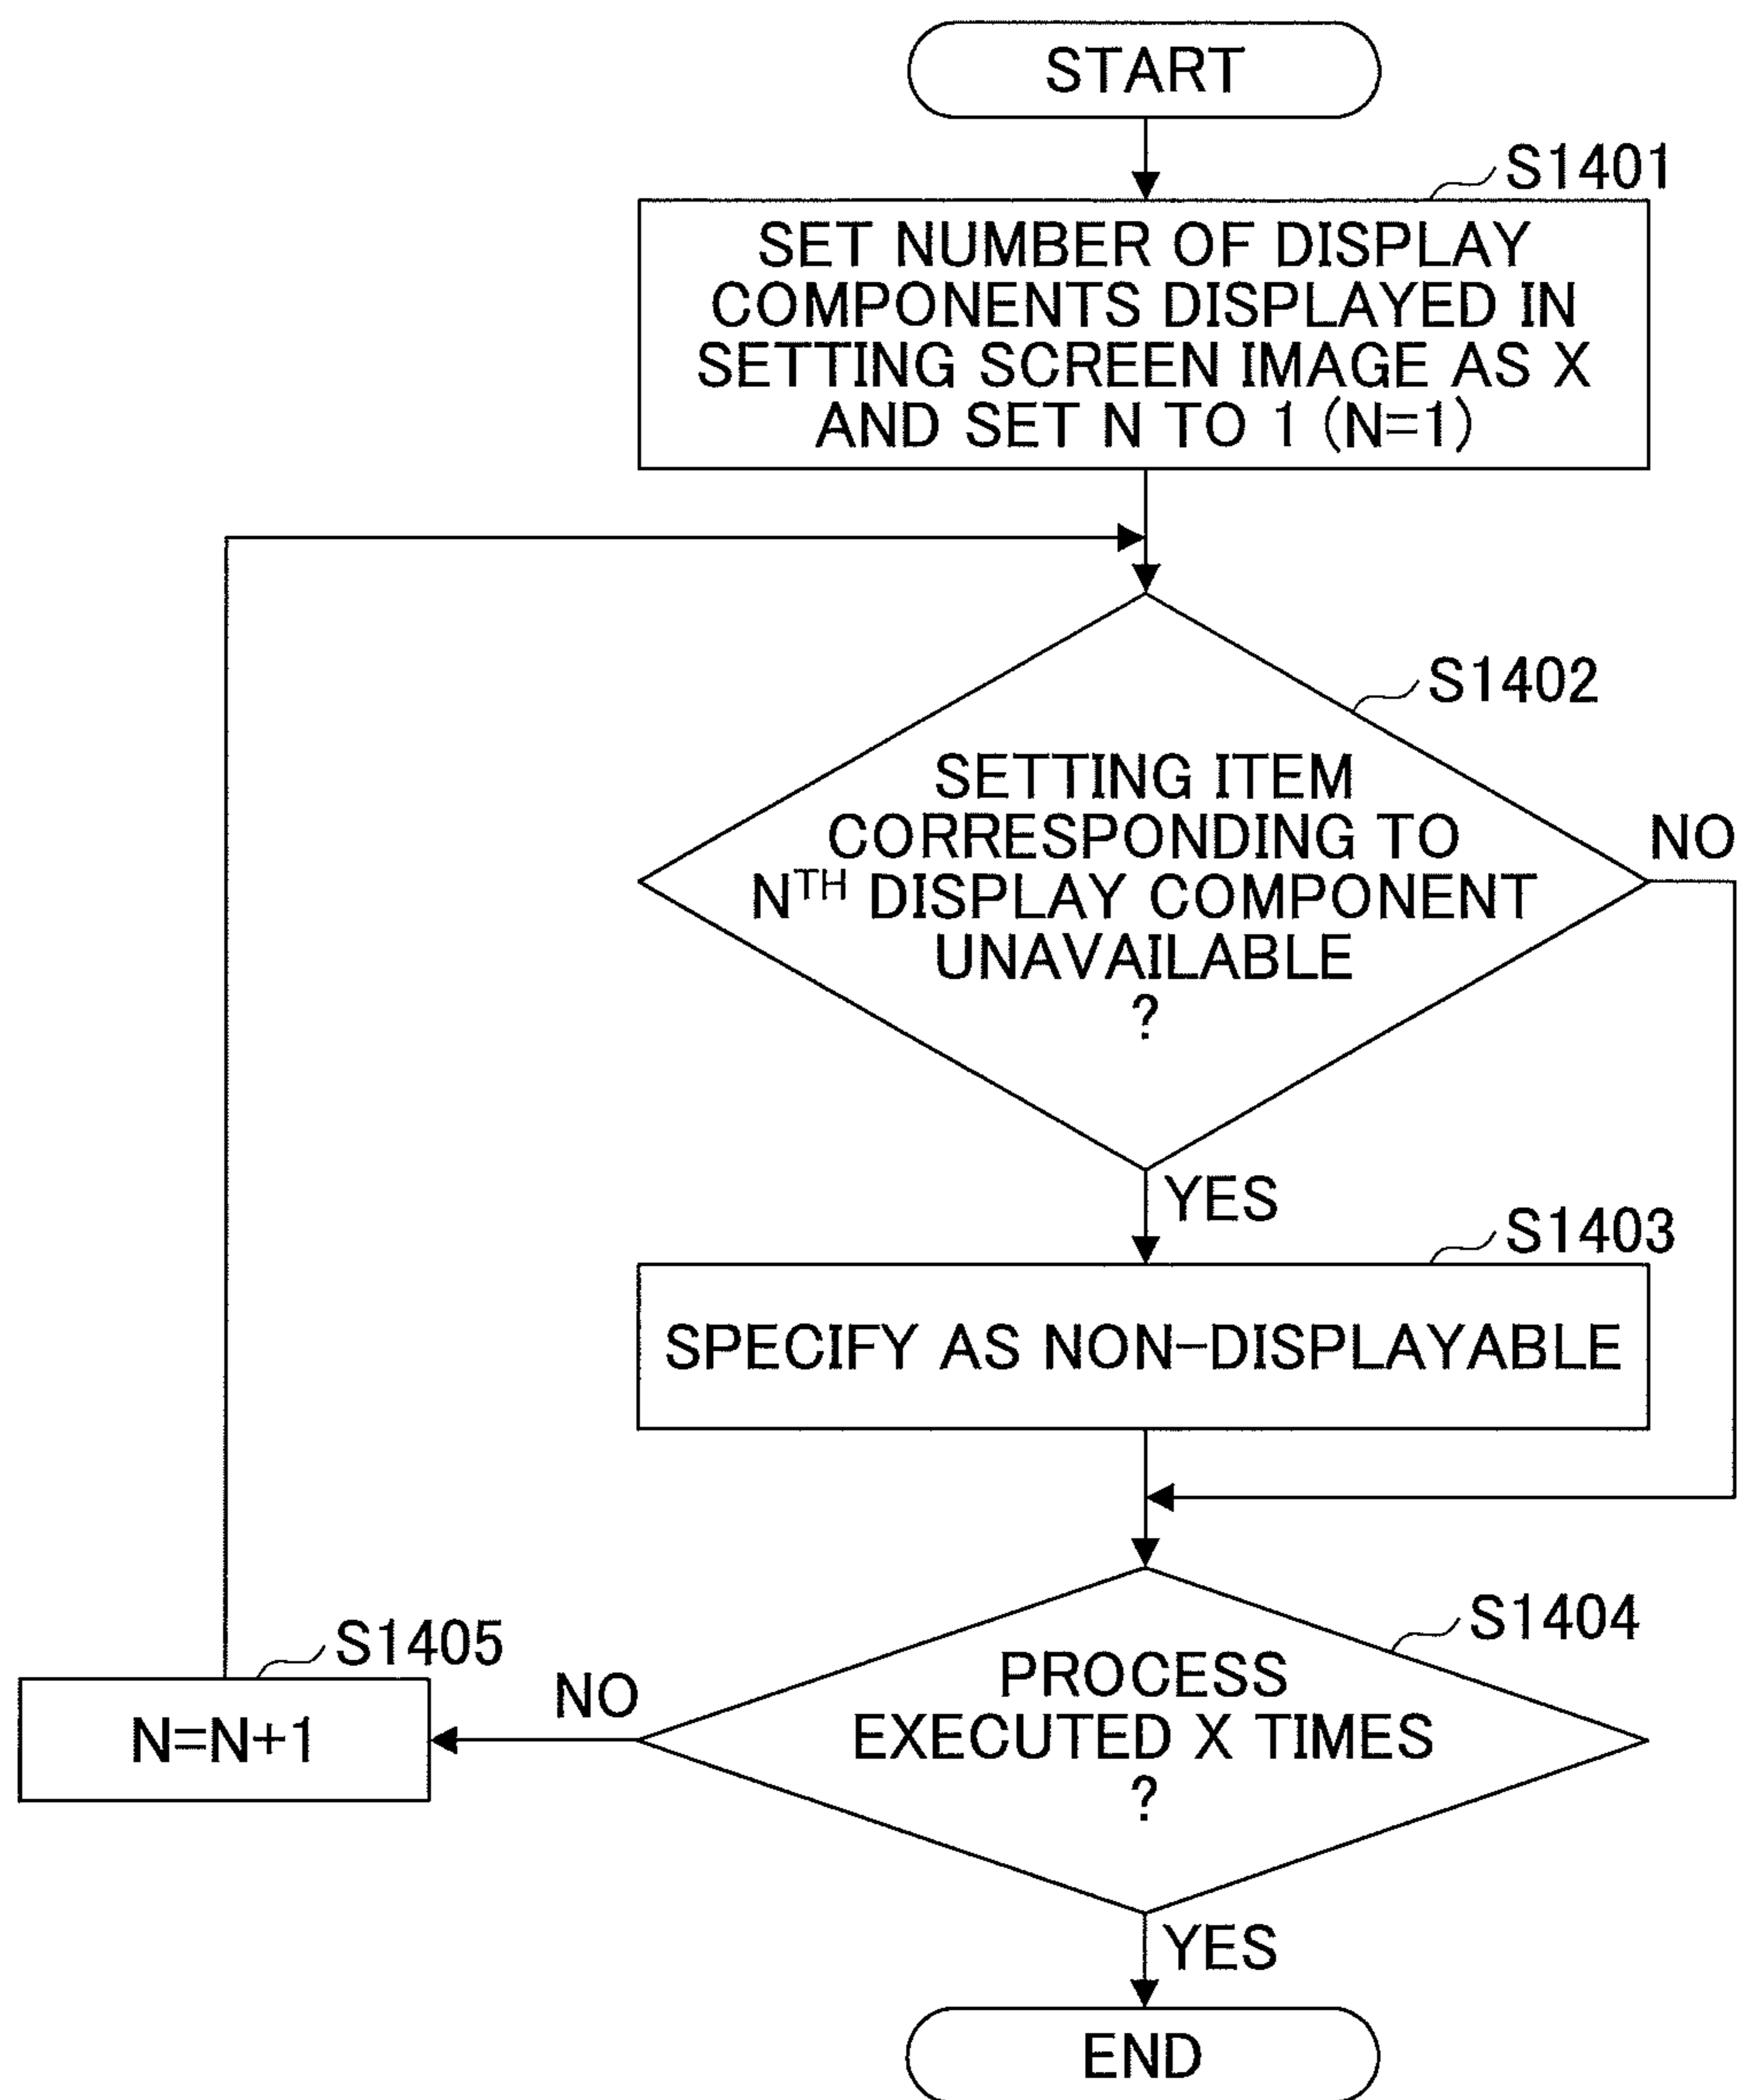 START
S1401
SET NUMBER OF DISPLAY
COMPONENTS DISPLAYED IN
SETTING SCREEN IMAGE AS X
AND SET N TO 1 (N=1)
S1402
SETTING ITEM
CORRESPONDING TO
NTH DISPLAY COMPONENT
UNAVAILABLE
?
NO
YES
S1403
SPECIFY AS NON-DISPLAYABLE
S1404
PROCESS
EXECUTED X TIMES
?
NO
S1405
N=N+1
YES
END